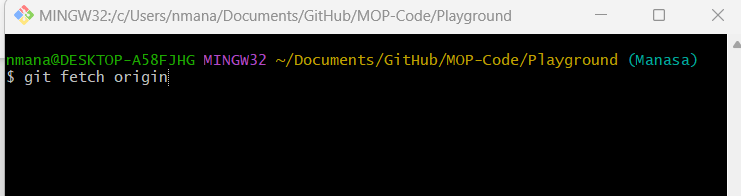 MINGW32:/c/Users/nmana/Documents/GitHub/MOP-Code/Playground
nmana@DESKTOP-A58FJHG MINGW32 ~/Documents/GitHub/MOP-Code/Playground (Manasa)
$ git fetch origin